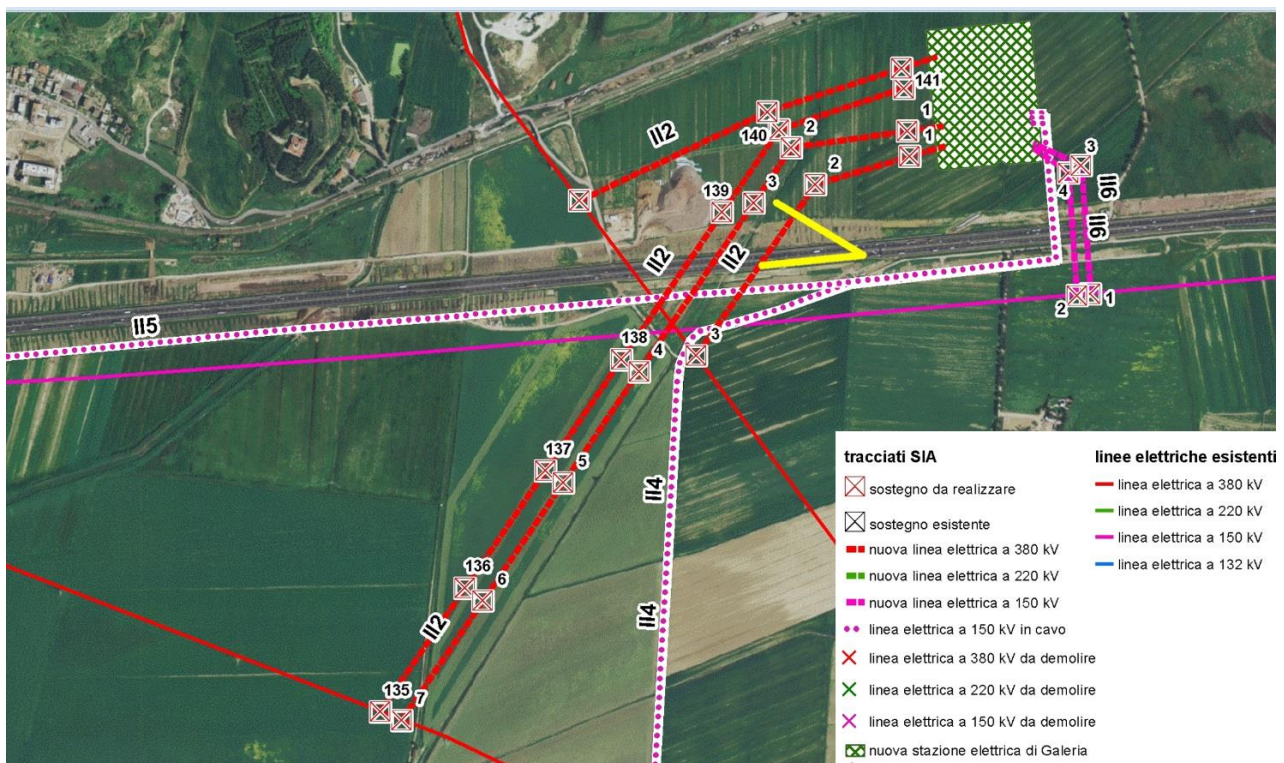 141
1
1
140
2
2
3
139
3
4
II6
II6
II2
II2
2
1
II5
138
4
3
137
5
II4
136
6
II2
II4
135
7
tracciati SIA
sostegno da realizzare
sostegno esistente
nuova linea elettrica a 380 kV
nuova linea elettrica a 220 kV
nuova linea elettrica a 150 kV
linea elettrica a 150 kV in cavo
linea elettrica a 380 kV da demolire
linea elettrica a 220 kV da demolire
linea elettrica a 150 kV da demolire
nuova stazione elettrica di Galeria
linee elettriche esistenti
linea elettrica a 380 kV
linea elettrica a 220 kV
linea elettrica a 150 kV
linea elettrica a 132 kV
II2